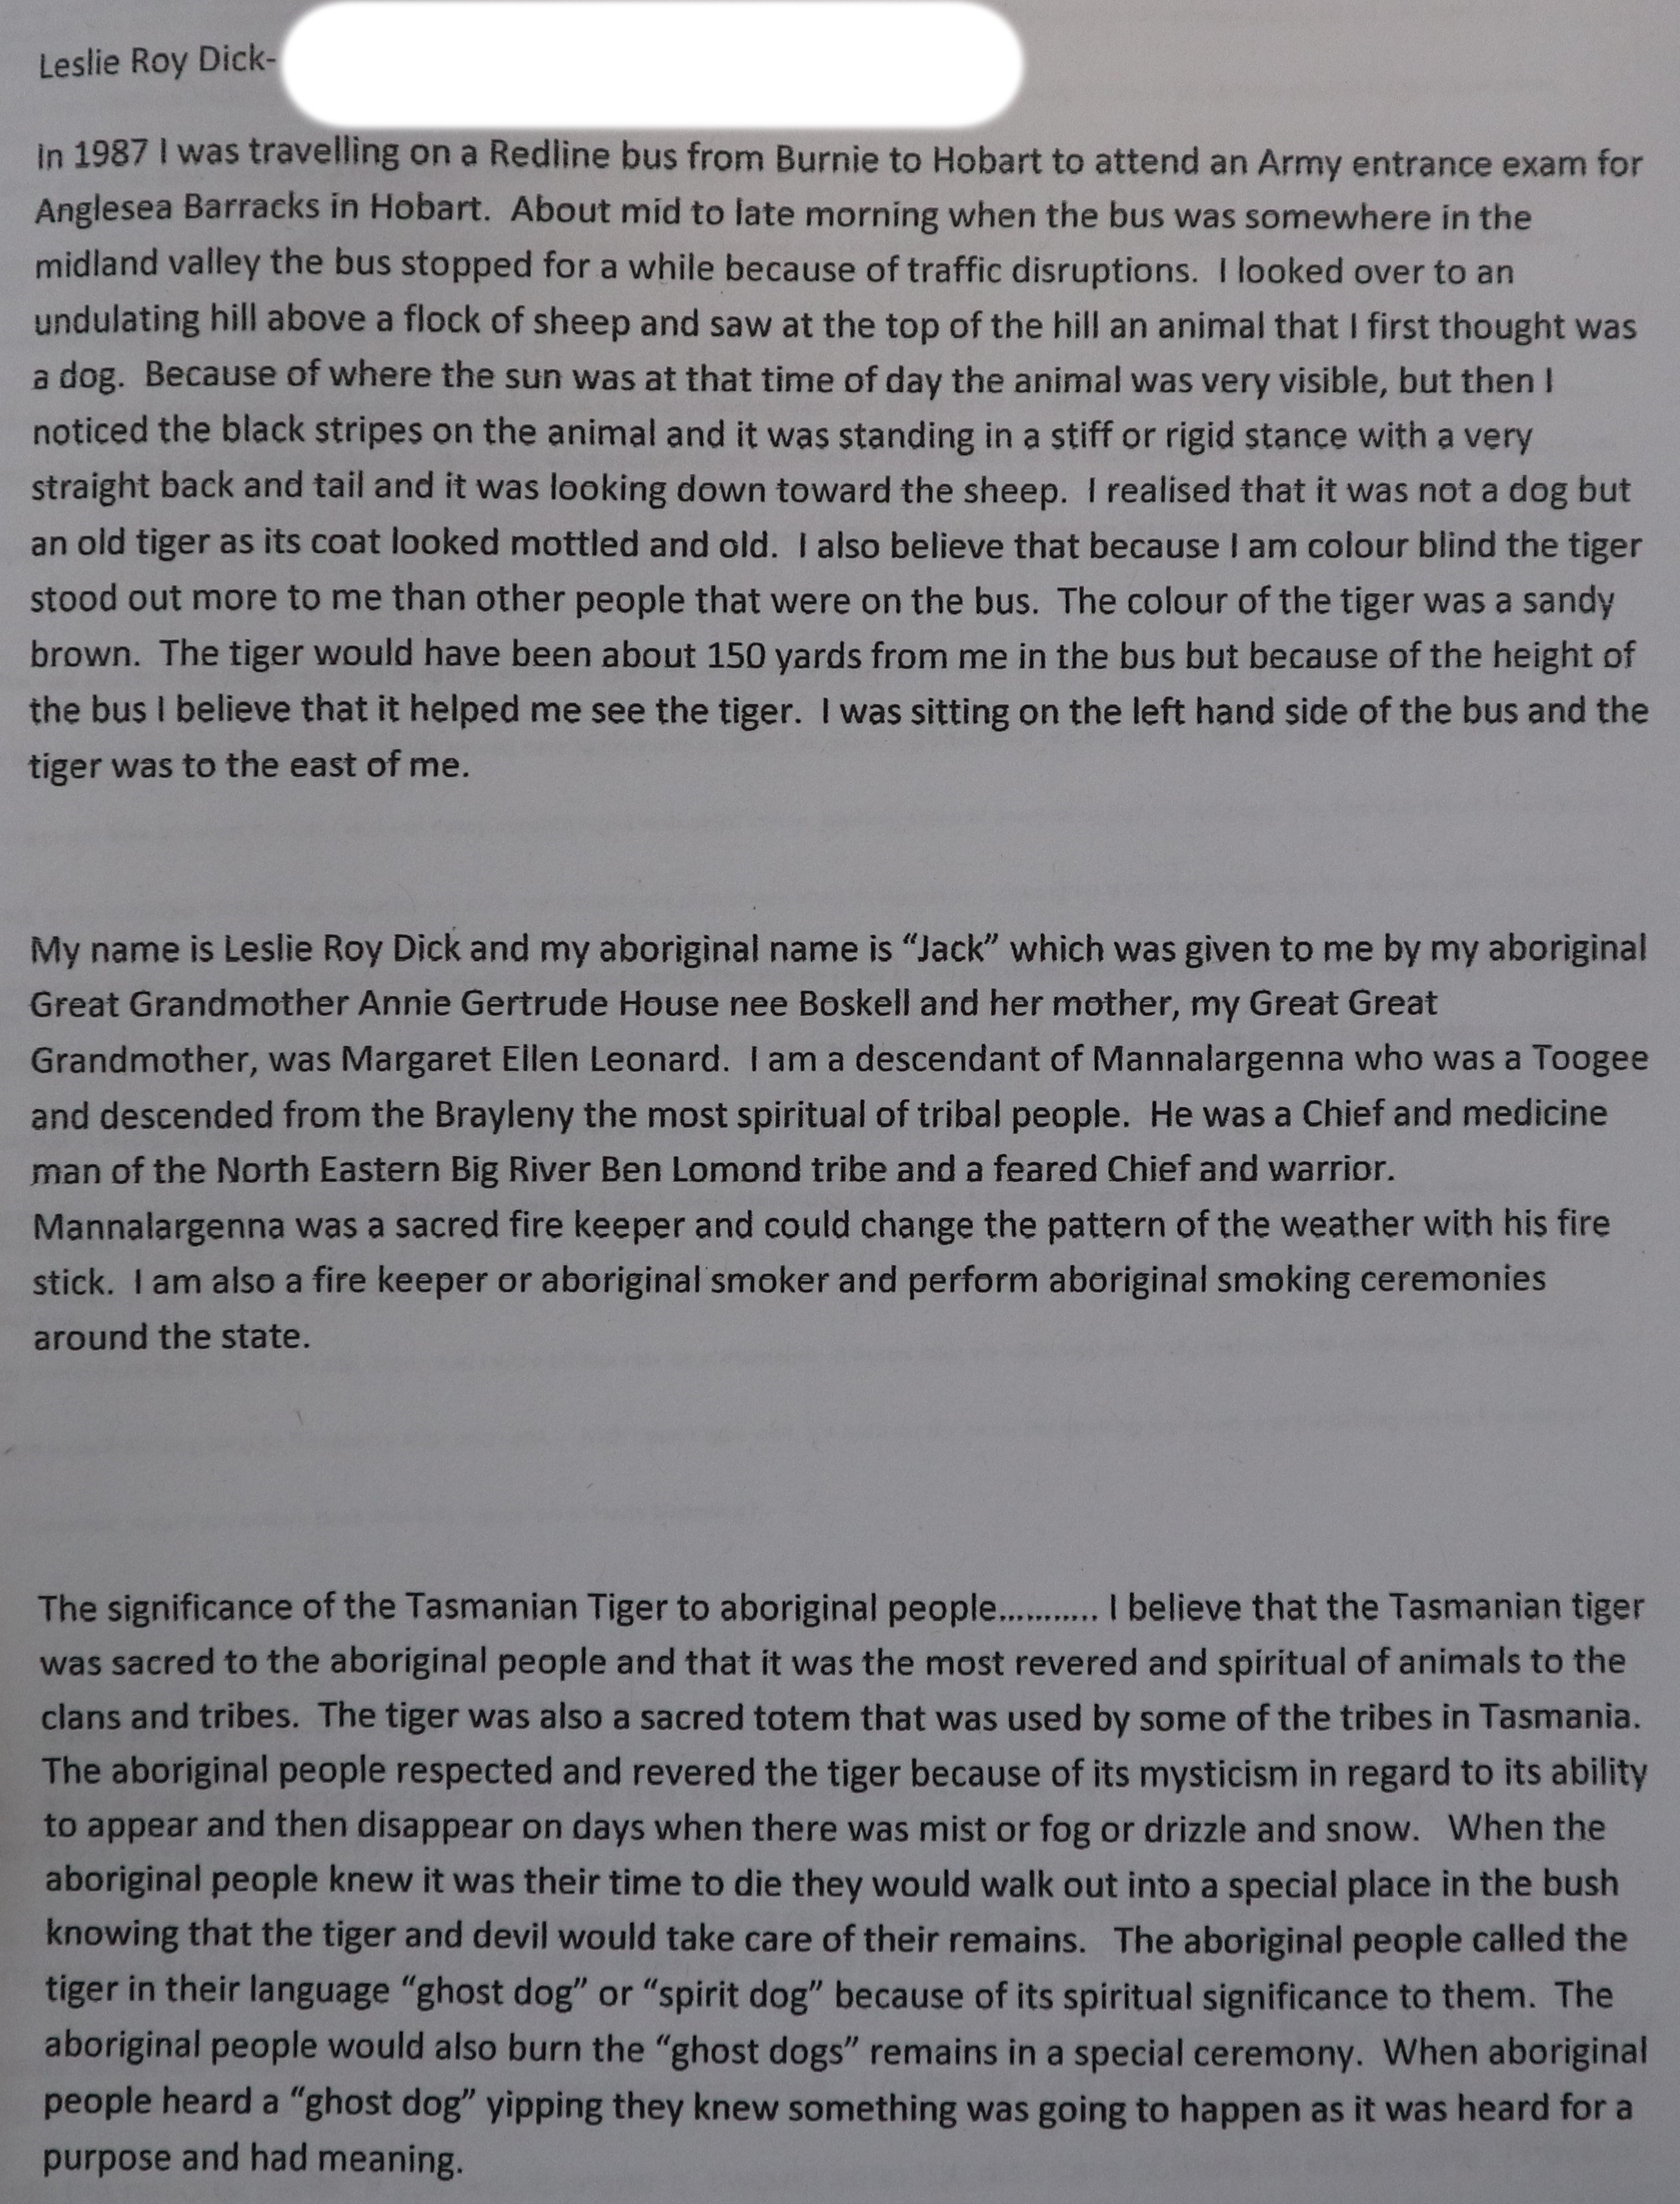 Leslie Roy Dick-
In 1987 I was travelling on a Redline bus from Burnie to Hobart to attend an Army entrance exam for
Anglesea Barracks in Hobart.  About mid to late morning when the bus was somewhere in the
midland valley the bus stopped for a while because of traffic disruptions.  I looked over to an
undulating hill above a flock of sheep and saw at the top of the hill an animal that I first thought was
a dog.  Because of where the sun was at that time of day the animal was very visible, but then I
noticed the black stripes on the animal and it was standing in a stiff or rigid stance with a very
straight back and tail and it was looking down toward the sheep.  I realised that it was not a dog but
an old tiger as its coat looked mottled and old.  I also believe that because I am colour blind the tiger
stood out more to me than other people that were on the bus.  The colour of the tiger was a sandy
brown.  The tiger would have been about 150 yards from me in the bus but because of the height of
the bus I believe that it helped me see the tiger.  I was sitting on the left hand side of the bus and the
tiger was to the east of me.
My name is Leslie Roy Dick and my aboriginal name is “Jack” which was given to me by my aboriginal
Great Grandmother Annie Gertrude House nee Boskell and her mother, my Great Great
Grandmother, was Margaret Ellen Leonard.  I am a descendant of Mannalargenna who was a Toogee
and descended from the Brayleny the most spiritual of tribal people.  He was a Chief and medicine
man of the North Eastern Big River Ben Lomond tribe and a feared Chief and warrior.
Mannalargenna was a sacred fire keeper and could change the pattern of the weather with his fire
stick.  I am also a fire keeper or aboriginal smoker and perform aboriginal smoking ceremonies
around the state.
The significance of the Tasmanian Tiger to aboriginal people........... I believe that the Tasmanian tiger
was sacred to the aboriginal people and that it was the most revered and spiritual of animals to the
clans and tribes.  The tiger was also a sacred totem that was used by some of the tribes in Tasmania.
The aboriginal people respected and revered the tiger because of its mysticism in regard to its ability
to appear and then disappear on days when there was mist or fog or drizzle and snow.   When the
aboriginal people knew it was their time to die they would walk out into a special place in the bush
knowing that the tiger and devil would take care of their remains.   The aboriginal people called the
tiger in their language “ghost dog” or “spirit dog” because of its spiritual significance to them.  The
aboriginal people would also burn the “ghost dogs” remains in a special ceremony.  When aboriginal
people heard a “ghost dog” yipping they knew something was going to happen as it was heard for a
purpose and had meaning.